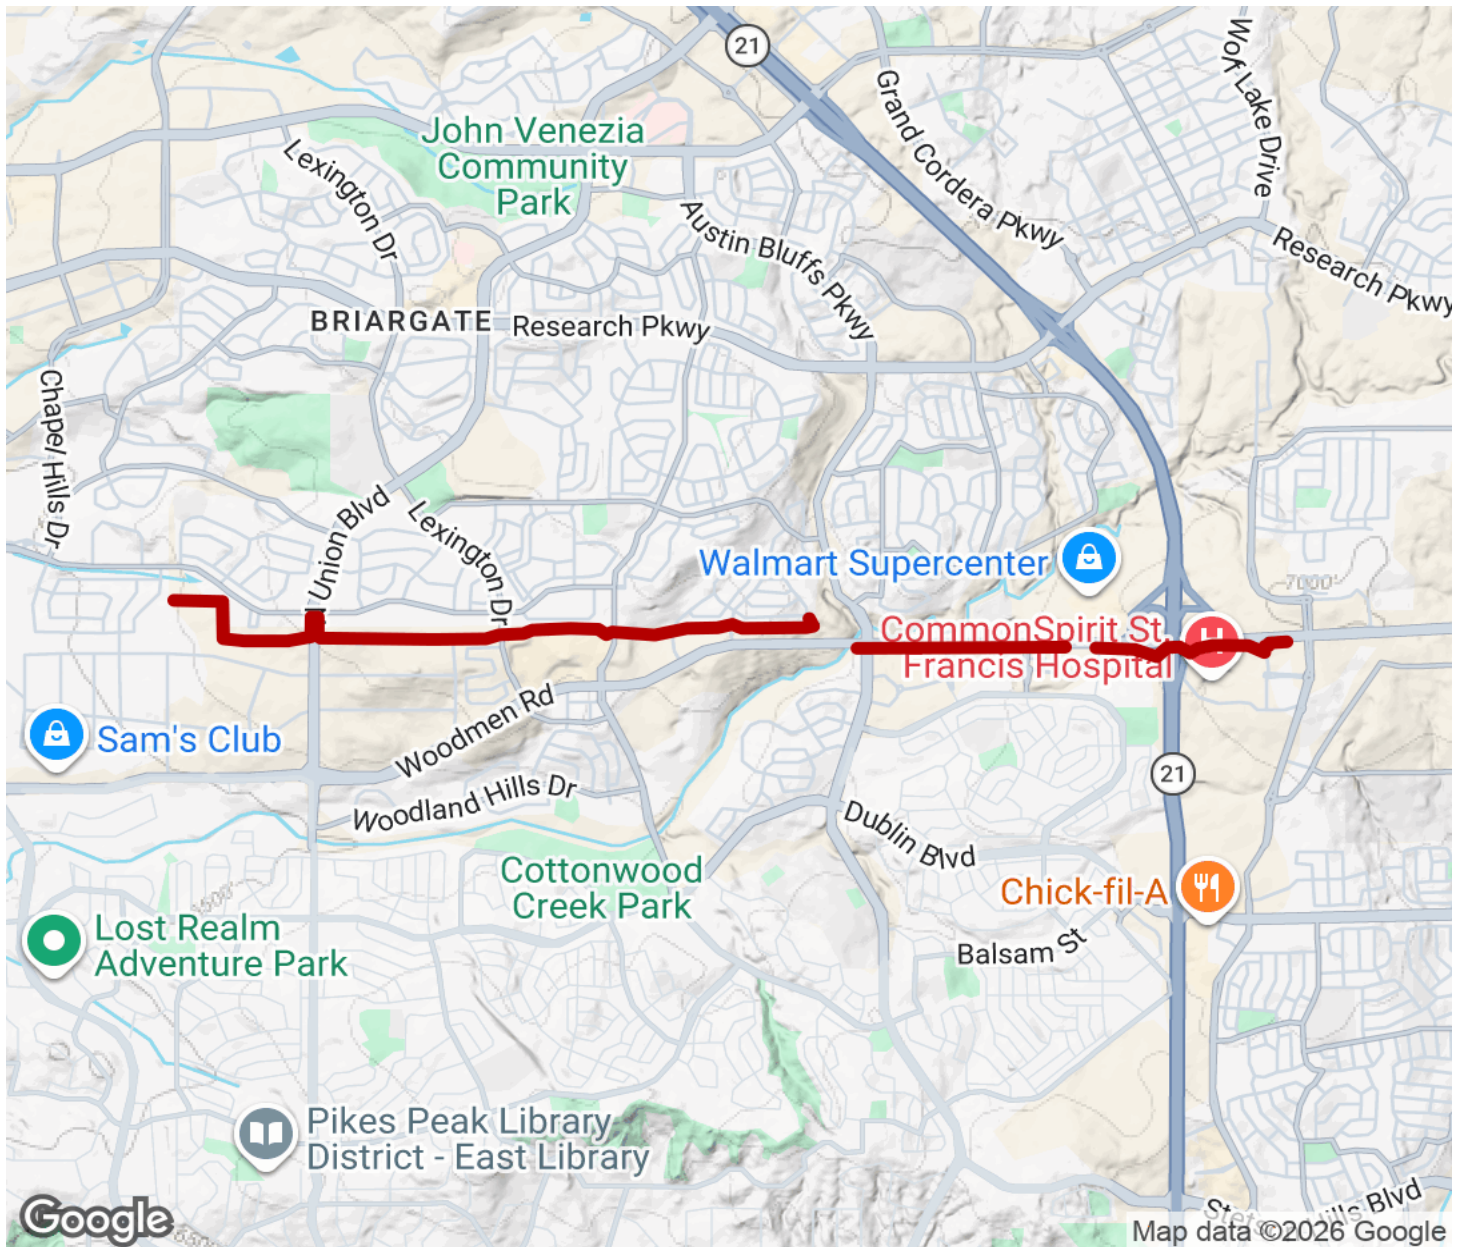 21
Grand Cordera Pkwy
Wolf Lake Drive
John Venezia
Community
Park
Lexington Dr
Austin Bluffs Pkwy
Research Pkwy
BRIARGATE
Research Pkwy
Chapel Hills Dr
Union Blvd
Lexington Dr
Walmart Supercenter
7000'
CommonSpirit St.
Francis Hospital
H
Sam's Club
Woodmen Rd
Woodland Hills Dr
21
Dublin Blvd
Cottonwood
Creek Park
Chick-fil-A
Lost Realm
Adventure Park
Balsam St
Pikes Peak Library
District - East Library
6500'
Google
Map data ©2026 Google